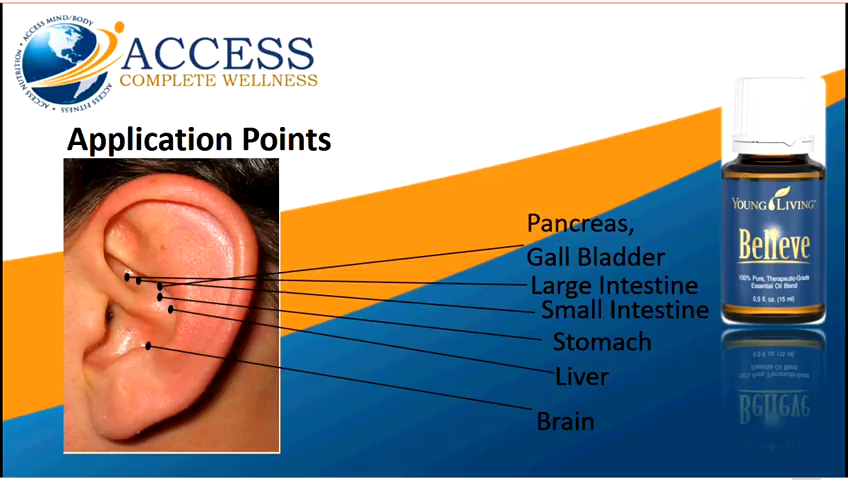 ACCESS MIND/BODY
ACCESS NUTRITION
ACCESS FITNESS
ACCESS
COMPLETE WELLNESS
Application Points
Pancreas,
Gall Bladder
Large Intestine
Small Intestine
Stomach
Liver
Brain
YOUNG LIVING™
Believe
100% Pure, Therapeutic-Grade
Essential Oil Blend
0.5 fl. oz. (15 ml)